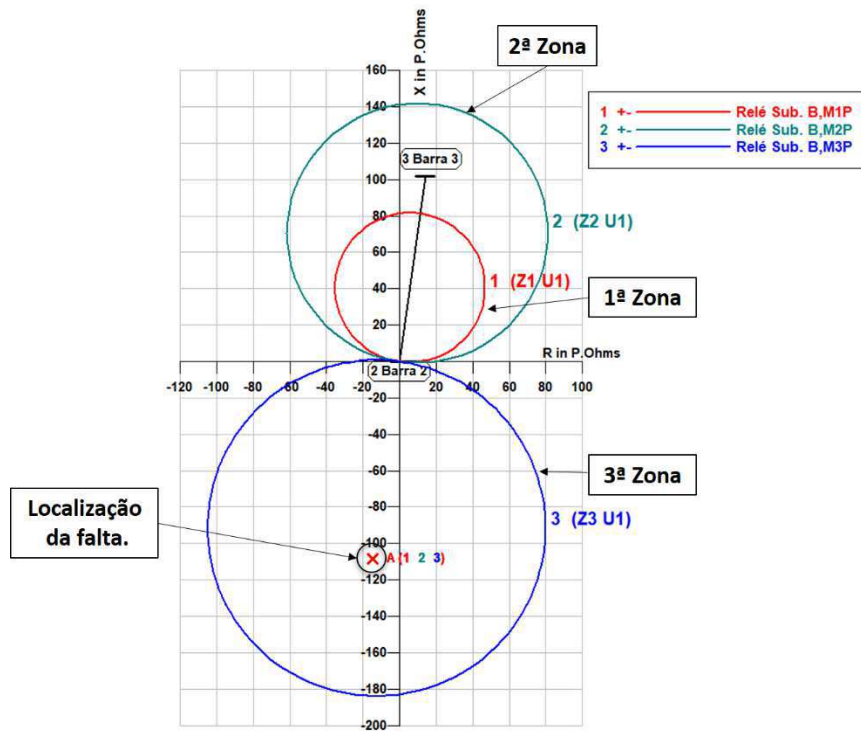 2ª Zona
X in P.Ohms
160
140
120
100
80
60
40
20
1 +- Relé Sub. B,M1P
2 +- Relé Sub. B,M2P
3 +- Relé Sub. B,M3P
3 Barra 3
2 (Z2 U1)
1 (Z1 U1)
1ª Zona
R in P.Ohms
2 Barra 2
-120 -100 -80 -60 -40 -20 20 40 60 80 100
-20
-40
-60
-80
-100
-120
-140
-160
-180
-200
3ª Zona
3 (Z3 U1)
Localização
da falta.
A (1 2 3)